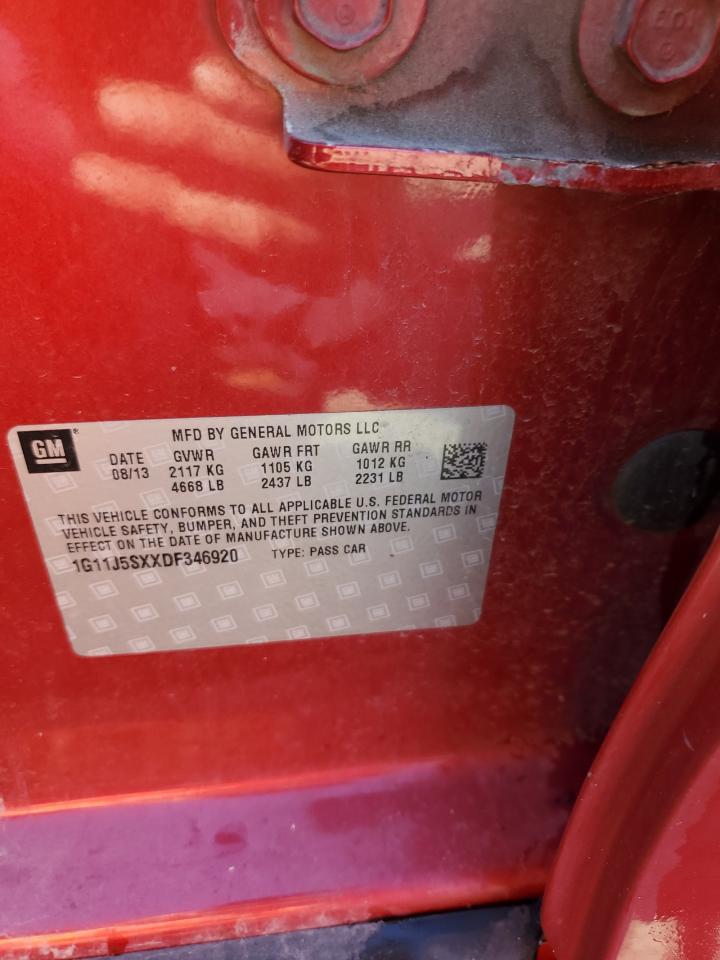 GM
MFD BY GENERAL MOTORS LLC
DATE GVWR GAWR FRT GAWR RR
08/13 2117 KG 1105 KG 1012 KG
4668 LB 2437 LB 2231 LB
THIS VEHICLE CONFORMS TO ALL APPLICABLE U.S. FEDERAL MOTOR
VEHICLE SAFETY, BUMPER, AND THEFT PREVENTION STANDARDS IN
EFFECT ON THE DATE OF MANUFACTURE SHOWN ABOVE.
1G11J5SXXDF346920 TYPE: PASS CAR